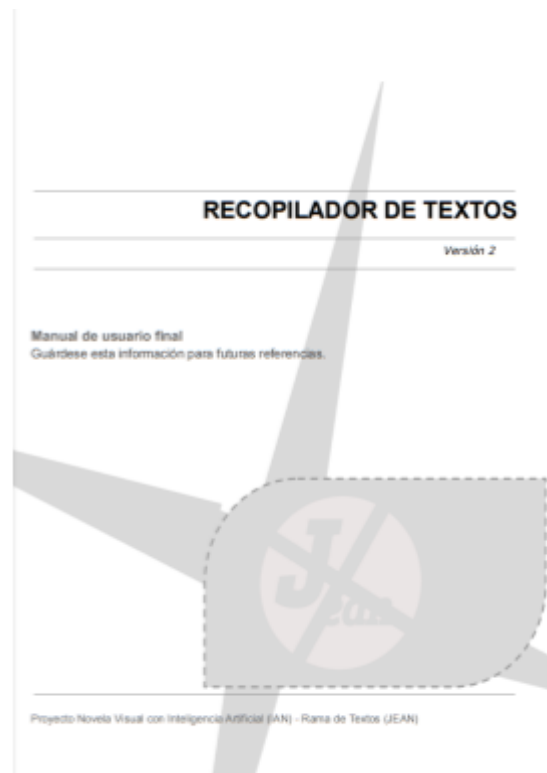 RECOPILADOR DE TEXTOS
Versión 2
Manual de usuario final
Guárdese esta información para futuras referencias.
Jean
Proyecto Novela Visual con Inteligencia Artificial (IAN) - Rama de Textos (JEAN)